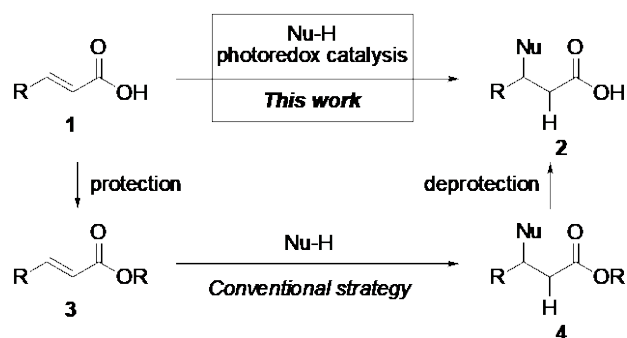 Nu-H
photoredox catalysis
This work
R
O
OH
1
Nu
R
H
O
OH
2
protection
deprotection
R
O
OR
3
Nu-H
Conventional strategy
Nu
R
H
O
OR
4